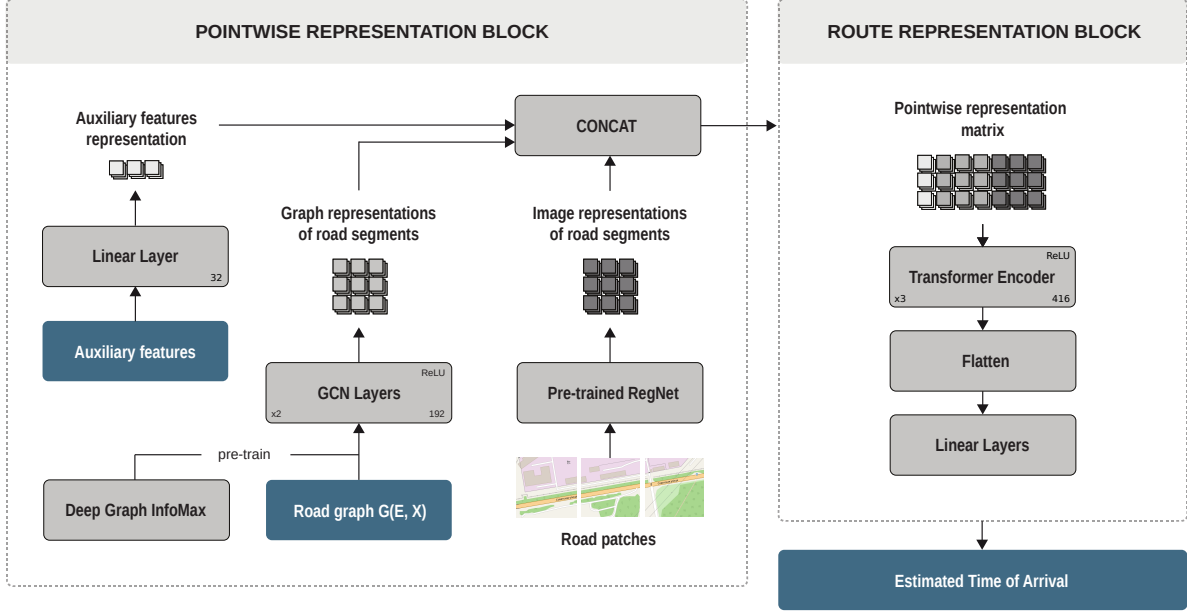 POINTWISE REPRESENTATION BLOCK
Auxiliary features
representation
Linear Layer
32
Auxiliary features
Graph representations
of road segments
ReLU
GCN Layers
x2
192
pre-train
Deep Graph InfoMax
Road graph G(E, X)
CONCAT
Image representations
of road segments
Pre-trained RegNet
Road patches
ROUTE REPRESENTATION BLOCK
Pointwise representation
matrix
ReLU
Transformer Encoder
x3
416
Flatten
Linear Layers
Estimated Time of Arrival